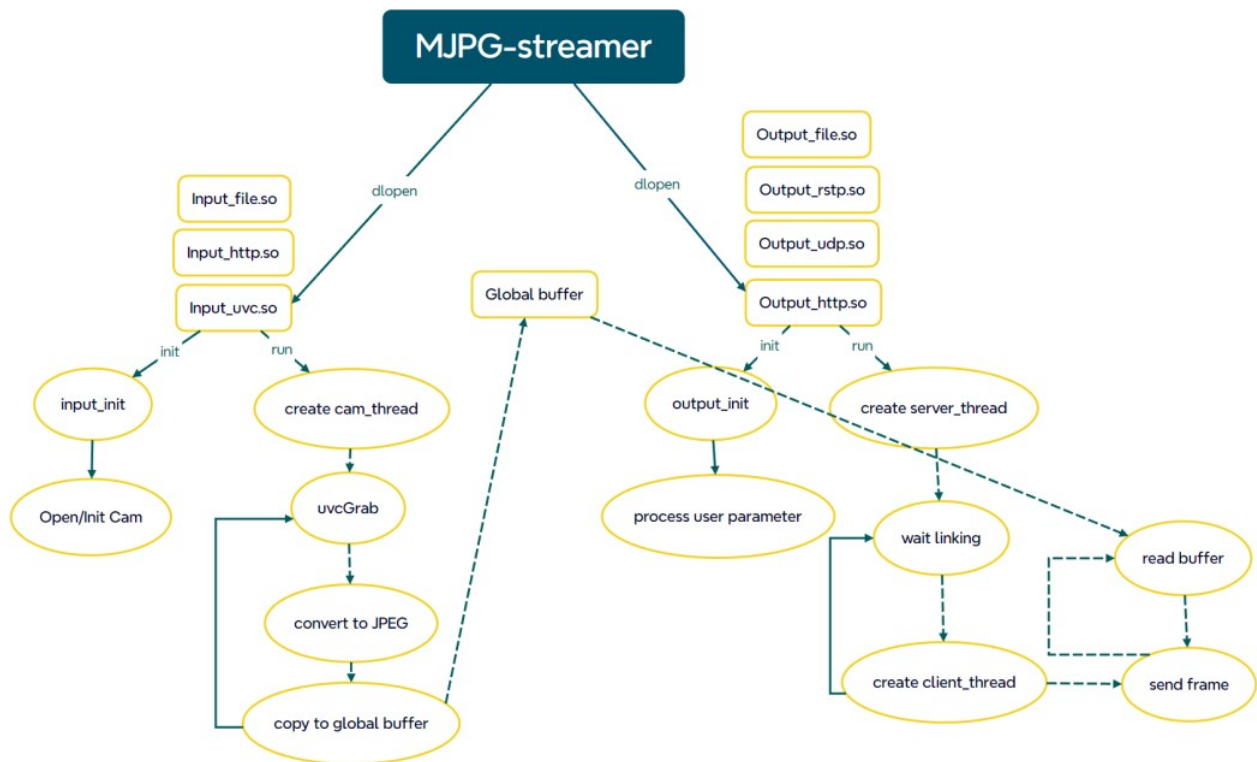 MJPG-streamer
dlopen
dlopen
Input_file.so
Input_http.so
Input_uvc.so
init
run
input_init
create cam_thread
Open/Init Cam
uvcGrab
convert to JPEG
copy to global buffer
Global buffer
Output_file.so
Output_rstp.so
Output_udp.so
Output_http.so
init
run
output_init
create server_thread
process user parameter
wait linking
create client_thread
read buffer
send frame